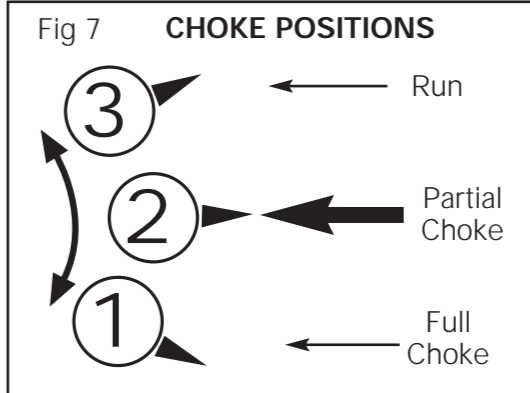 Fig 7 CHOKE POSITIONS
3 Run
2 Partial
Choke
1 Full
Choke